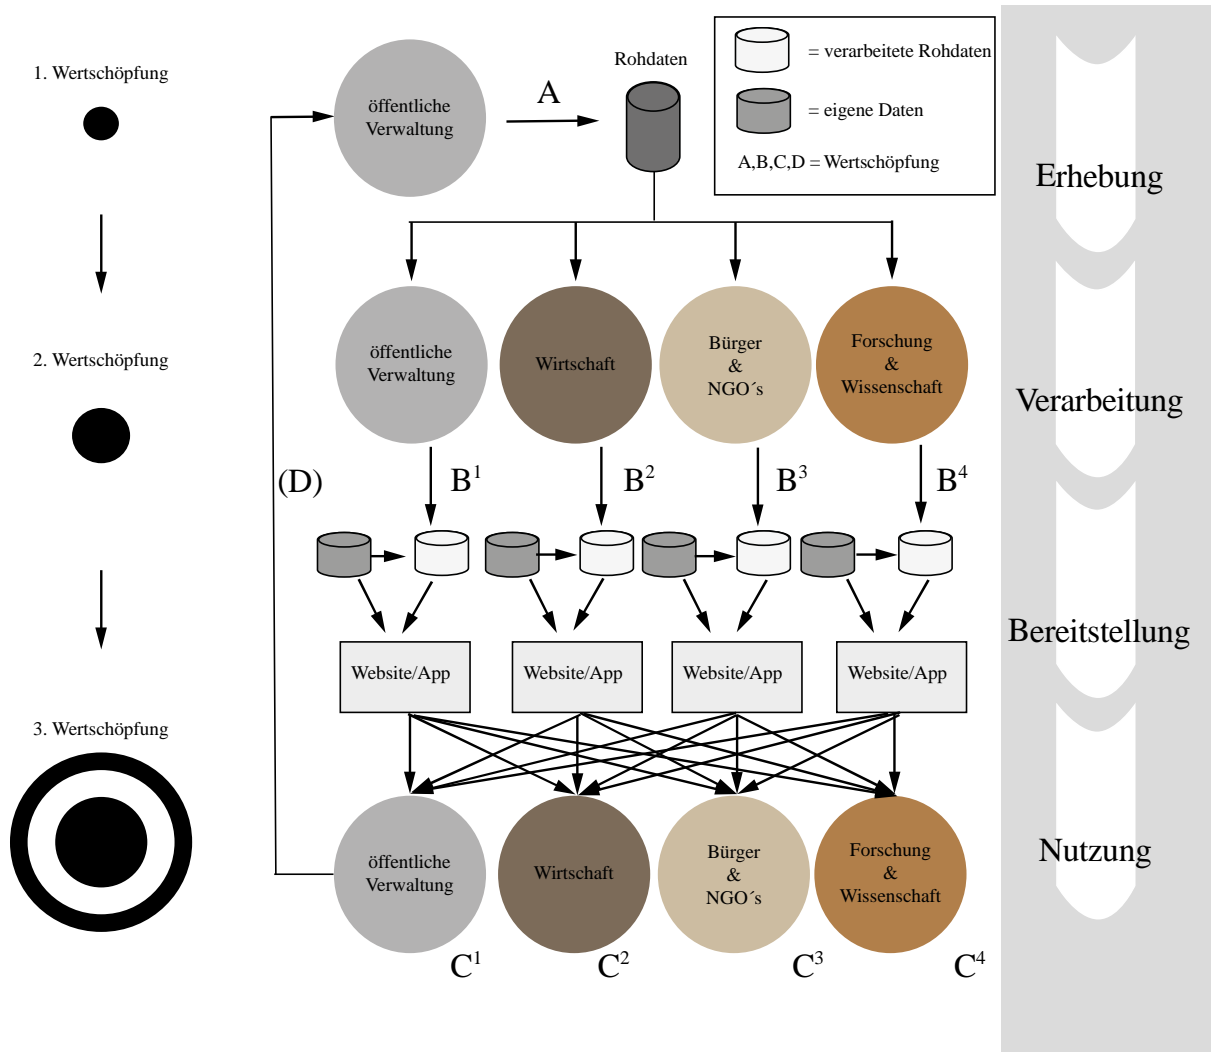 1. Wertschöpfung
2. Wertschöpfung
3. Wertschöpfung
öffentliche
Verwaltung
A
Rohdaten
= verarbeitete Rohdaten
= eigene Daten
A,B,C,D = Wertschöpfung
öffentliche
Verwaltung
Wirtschaft
Bürger
&
NGO´s
Forschung
&
Wissenschaft
(D)
B¹
B²
B³
B⁴
Website/App
Website/App
Website/App
Website/App
öffentliche
Verwaltung
Wirtschaft
Bürger
&
NGO´s
Forschung
&
Wissenschaft
C¹
C²
C³
C⁴
Erhebung
Verarbeitung
Bereitstellung
Nutzung